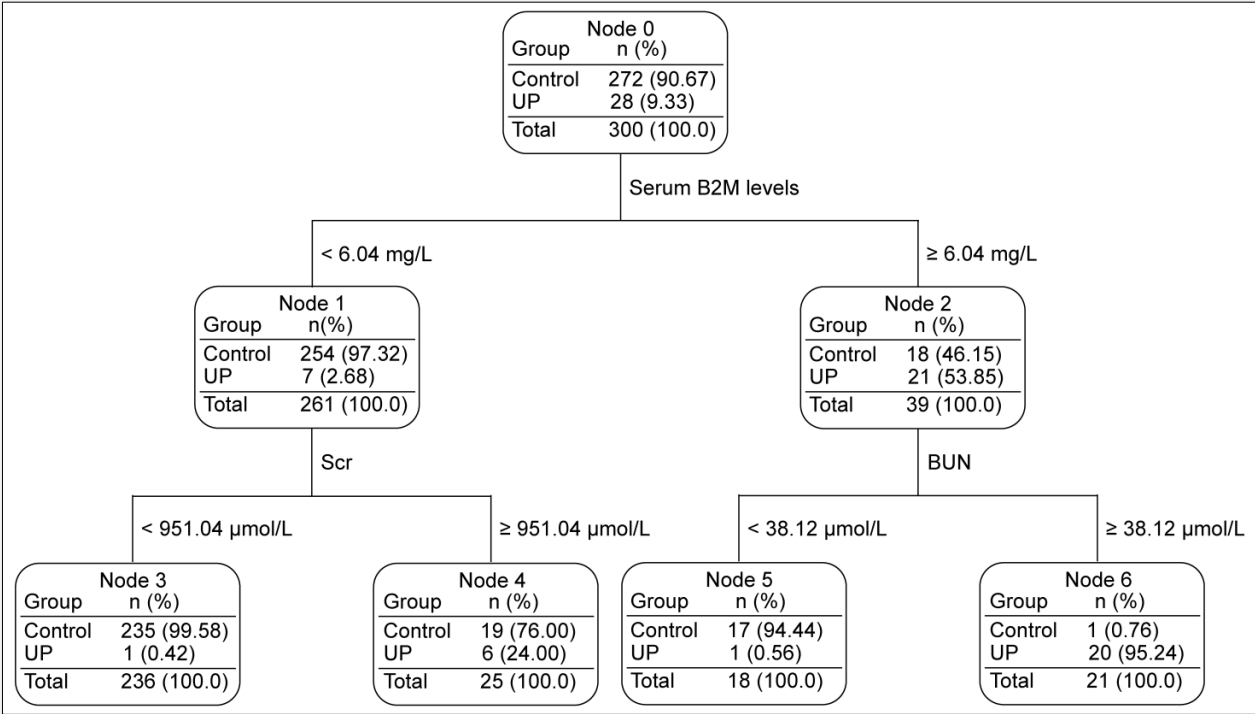 Node 0
Group n (%)
Control 272 (90.67)
UP 28 (9.33)
Total 300 (100.0)
Serum B2M levels
< 6.04 mg/L
≥ 6.04 mg/L
Node 1
Group n(%)
Control 254 (97.32)
UP 7 (2.68)
Total 261 (100.0)
Node 2
Group n (%)
Control 18 (46.15)
UP 21 (53.85)
Total 39 (100.0)
Scr
BUN
< 951.04 µmol/L
≥ 951.04 µmol/L
< 38.12 µmol/L
≥ 38.12 µmol/L
Node 3
Group n (%)
Control 235 (99.58)
UP 1 (0.42)
Total 236 (100.0)
Node 4
Group n (%)
Control 19 (76.00)
UP 6 (24.00)
Total 25 (100.0)
Node 5
Group n (%)
Control 17 (94.44)
UP 1 (0.56)
Total 18 (100.0)
Node 6
Group n (%)
Control 1 (0.76)
UP 20 (95.24)
Total 21 (100.0)